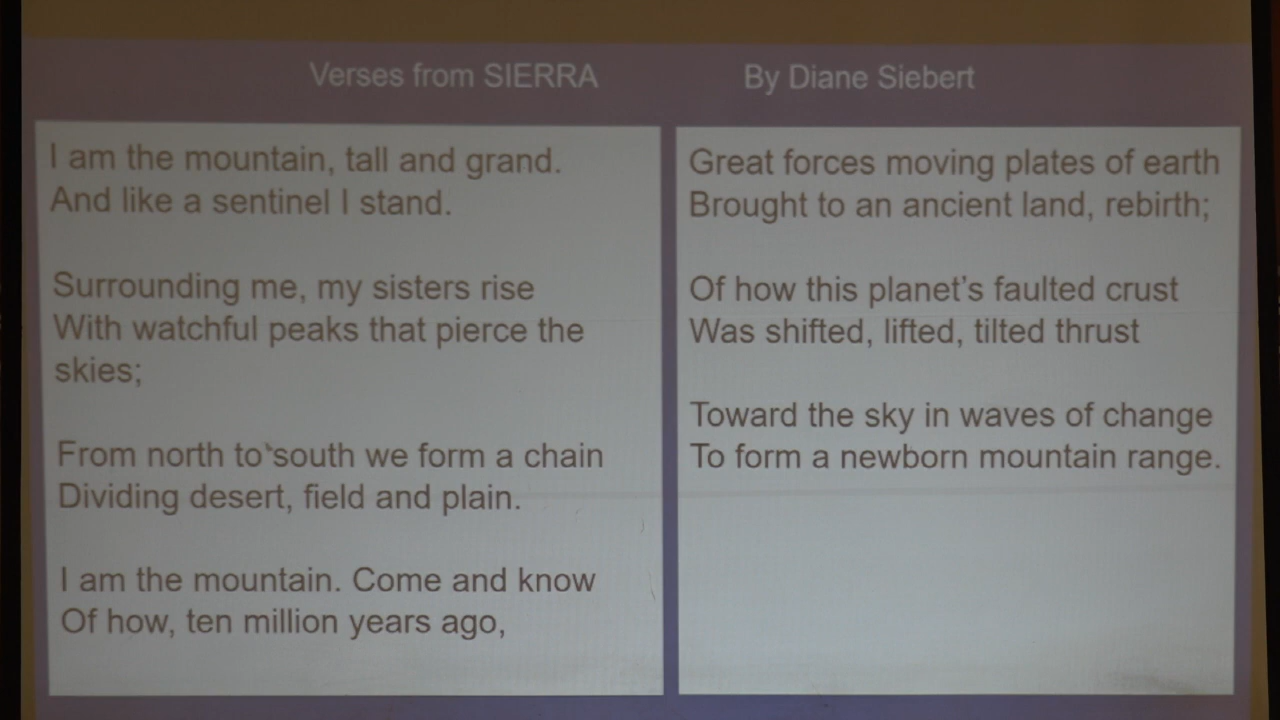 Verses from SIERRA
By Diane Siebert
I am the mountain, tall and grand.
And like a sentinel I stand.
Surrounding me, my sisters rise
With watchful peaks that pierce the
skies;
From north to south we form a chain
Dividing desert, field and plain.
I am the mountain. Come and know
Of how, ten million years ago,
Great forces moving plates of earth
Brought to an ancient land, rebirth;
Of how this planet's faulted crust
Was shifted, lifted, tilted thrust
Toward the sky in waves of change
To form a newborn mountain range.